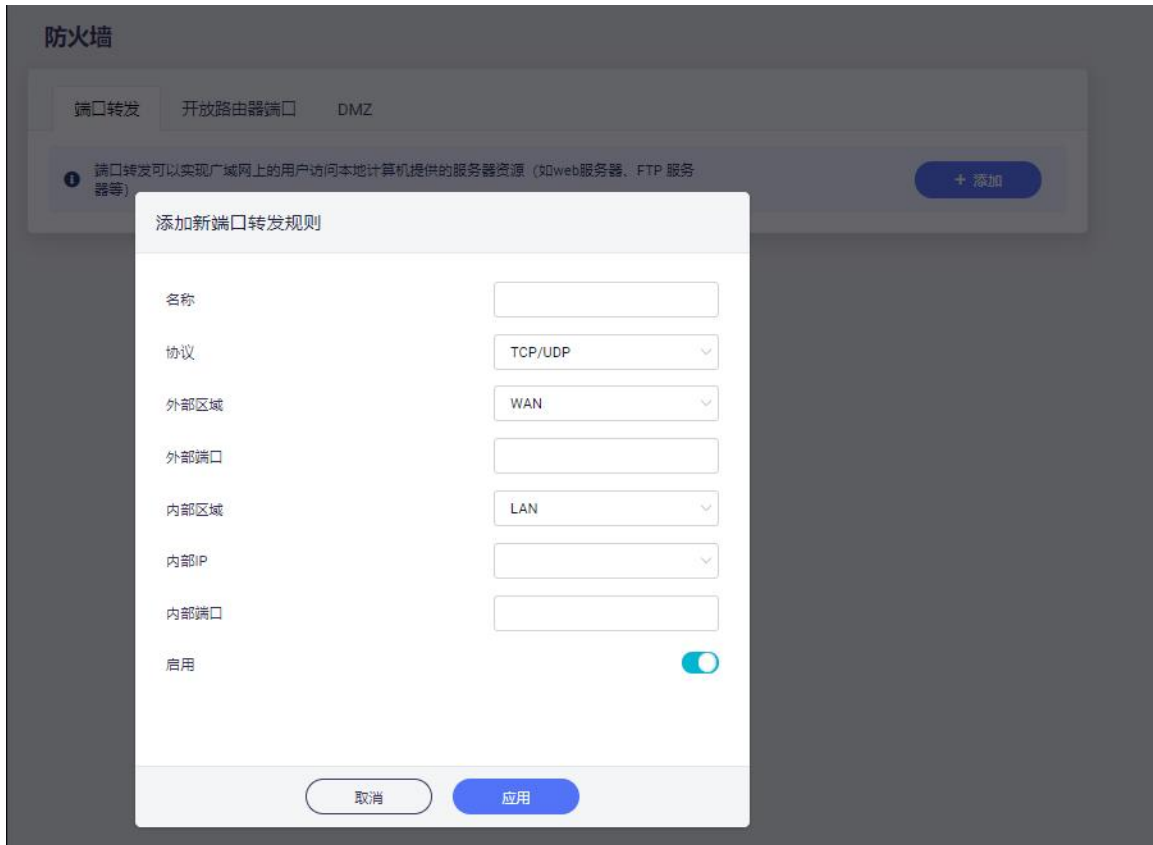 防火墙
端口转发 开放路由器端口 DMZ
端口转发可以实现广域网上的用户访问本地计算机提供的服务器资源（如web服务器、FTP 服务
器等）
+ 添加
添加新端口转发规则
名称
协议 TCP/UDP
外部区域 WAN
外部端口
内部区域 LAN
内部IP
内部端口
启用
取消 应用